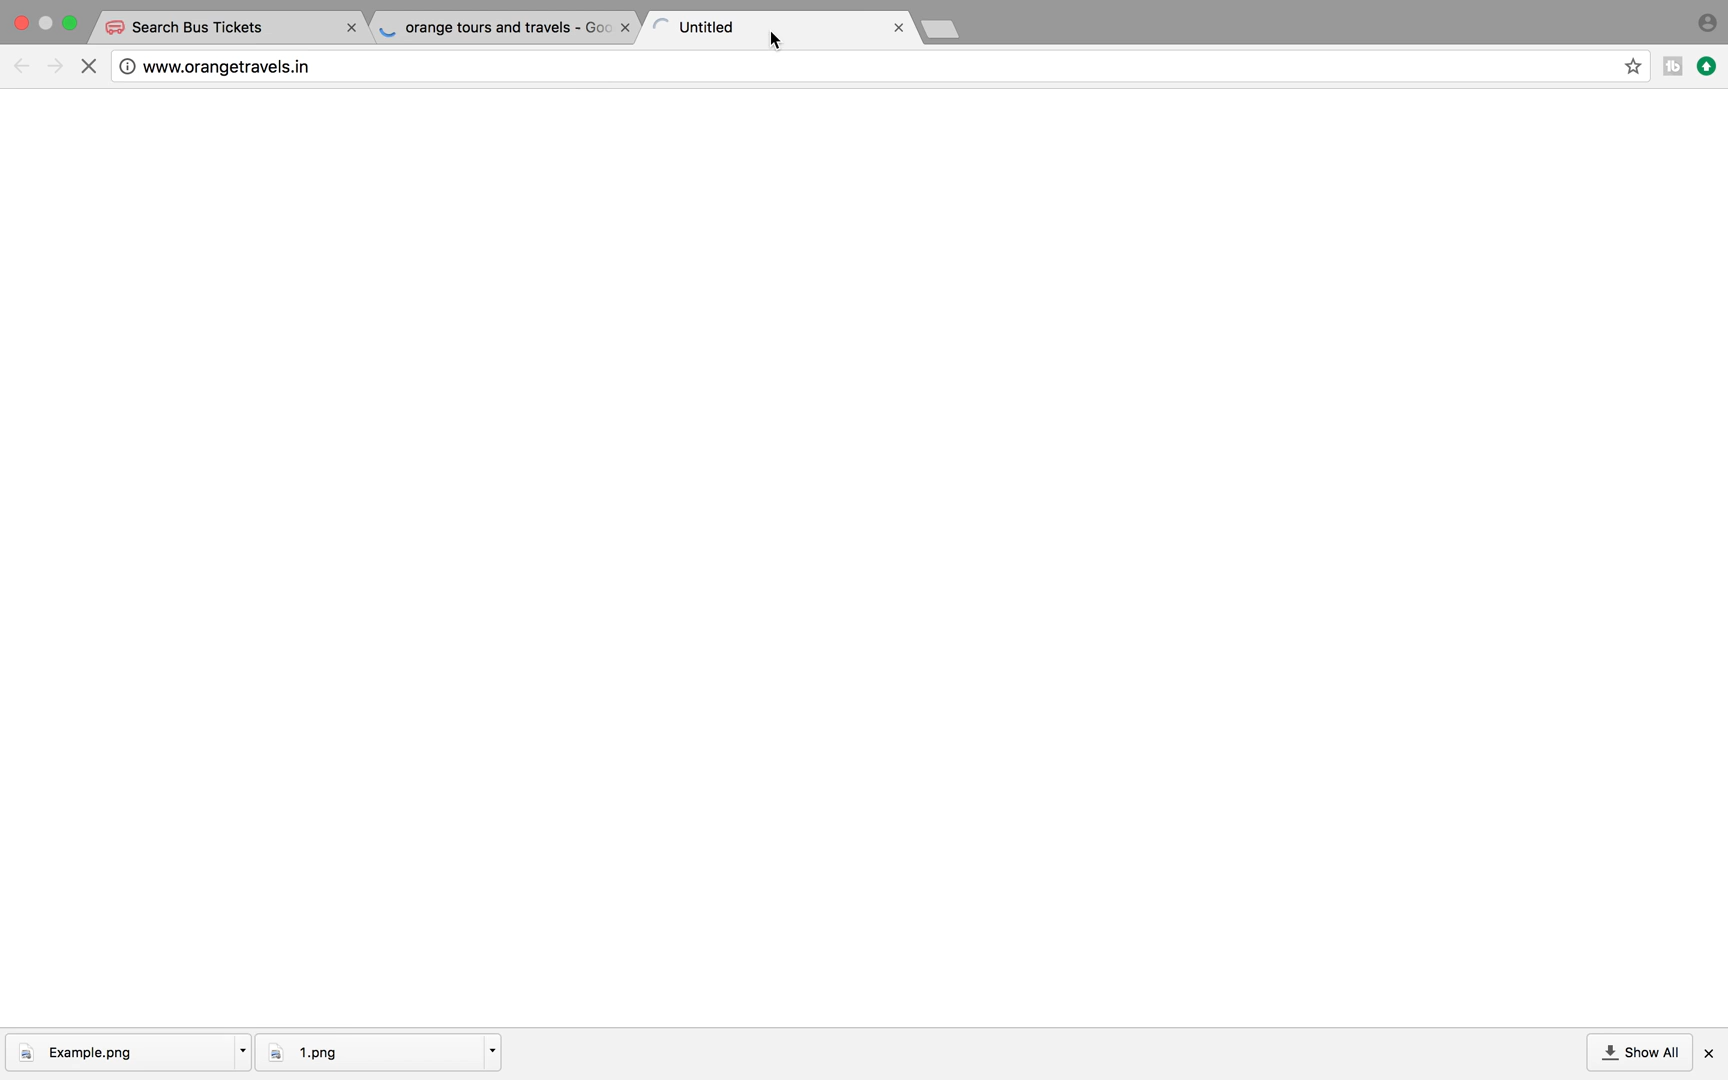 Search Bus Tickets
orange tours and travels - Goo
Untitled
www.orangetravels.in
Example.png
1.png
Show All